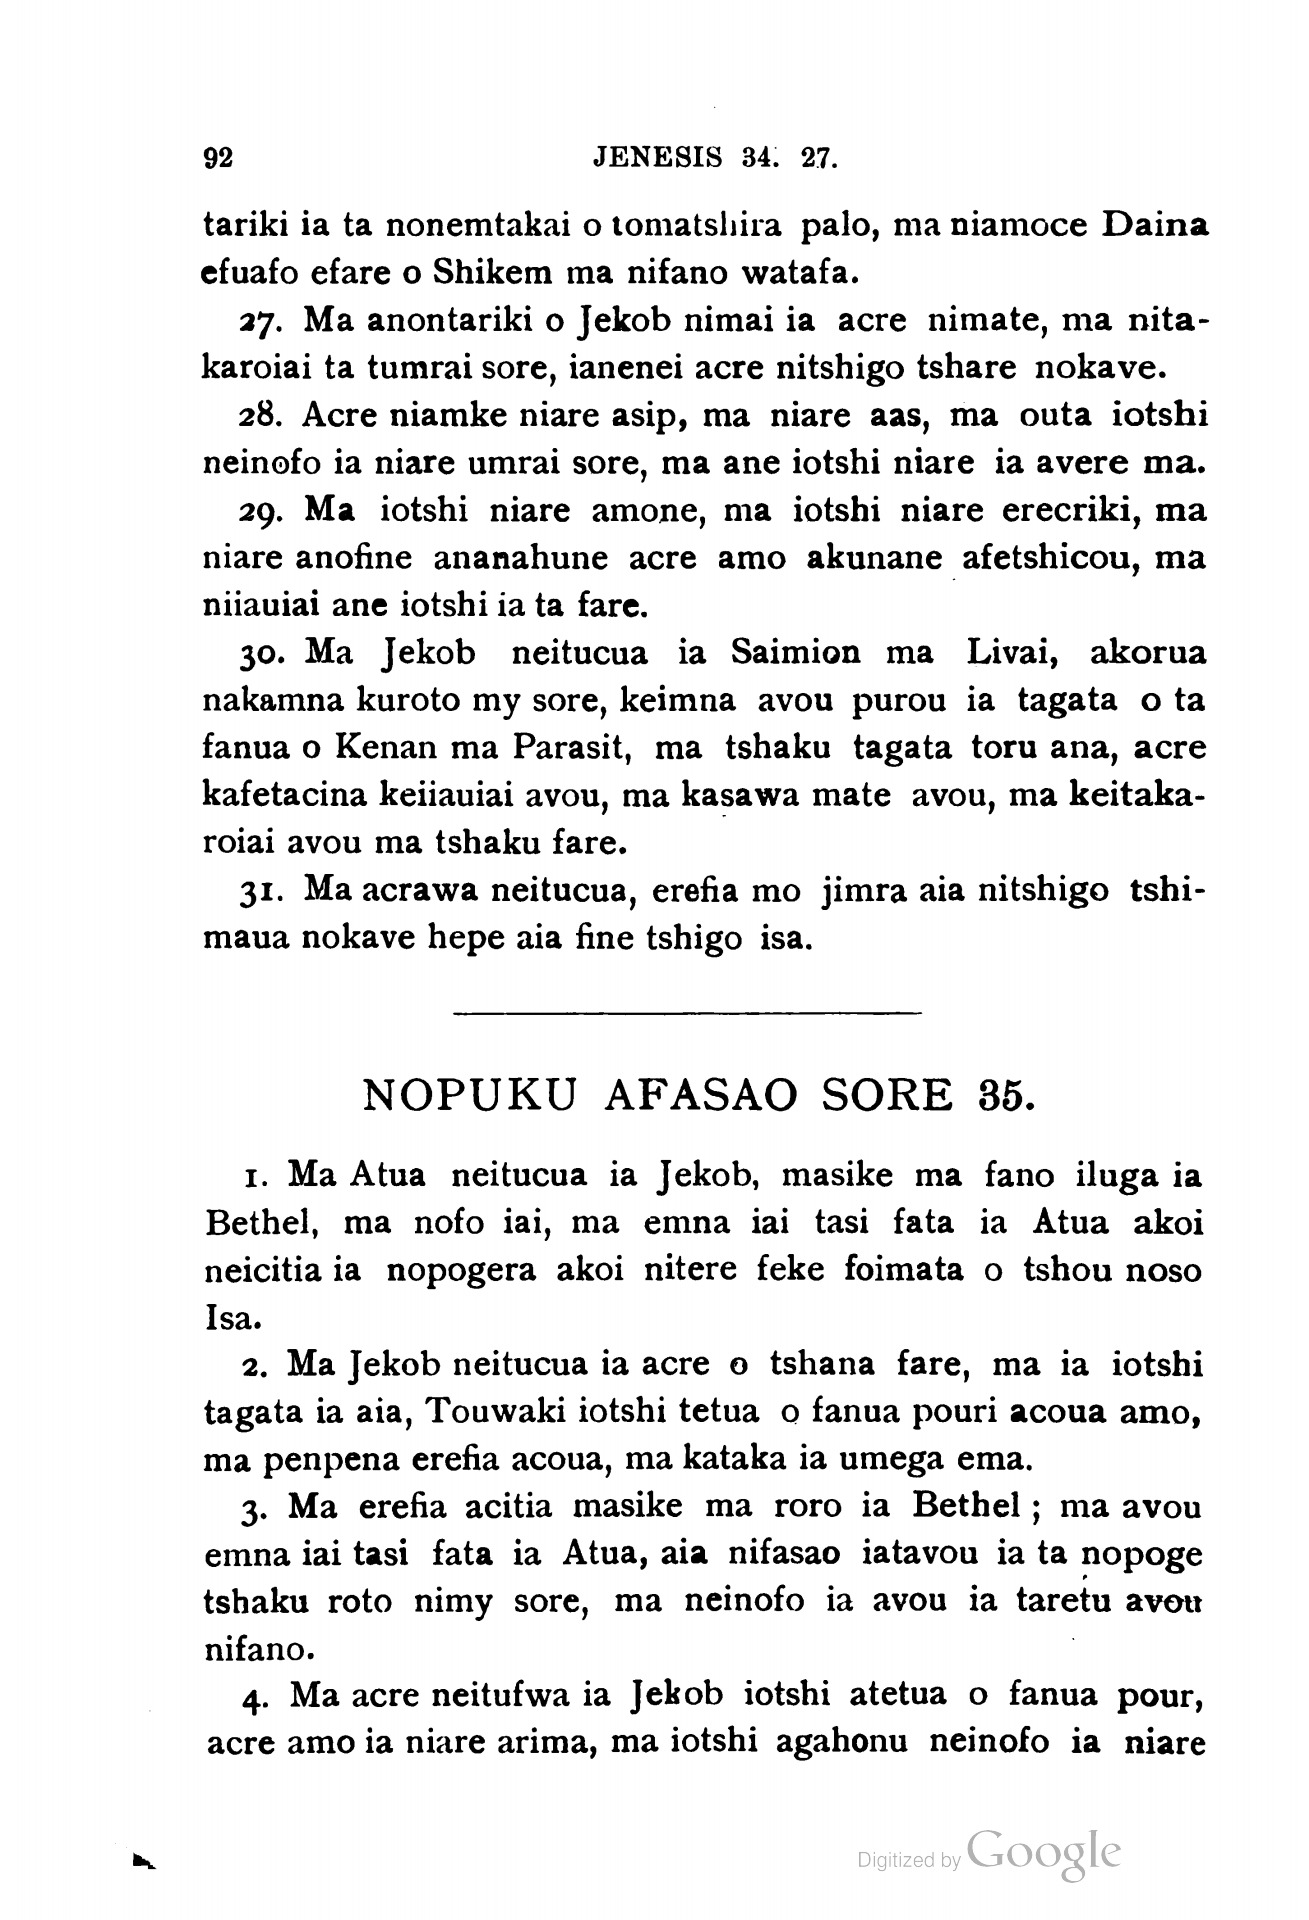 92 JENESIS 34. 27.
tariki ia ta nonemtakai o tomatshira palo, ma niamoce Daina
efuafo efare o Shikem ma nifano watafa.
27. Ma anontariki o Jekob nimai ia acre nimate, ma nita-
karoiai ta tumrai sore, ianenei acre nitshigo tshare nokave.
28. Acre niamke niare asip, ma niare aas, ma outa iotshi
neinofo ia niare umrai sore, ma ane iotshi niare ia avere ma.
29. Ma iotshi niare amone, ma iotshi niare erecriki, ma
niare anofine ananahune acre amo akunane afetshicou, ma
niiauiai ane iotshi ia ta fare.
30. Ma Jekob neitucua ia Saimion ma Livai, akorua
nakamna kuroto my sore, keimna avou purou ia tagata o ta
fanua o Kenan ma Parasit, ma tshaku tagata toru ana, acre
kafetacina keiiauiai avou, ma kasawa mate avou, ma keitaka-
roiai avou ma tshaku fare.
31. Ma acrawa neitucua, erefia mo jimra aia nitshigo tshi-
maua nokave hepe aia fine tshigo isa.
NOPUKU AFASAO SORE 35.
1. Ma Atua neitucua ia Jekob, masike ma fano iluga ia
Bethel, ma nofo iai, ma emna iai tasi fata ia Atua akoi
neicitia ia nopogera akoi nitere feke foimata o tshou noso
Isa.
2. Ma Jekob neitucua ia acre o tshana fare, ma ia iotshi
tagata ia aia, Touwaki iotshi tetua o fanua pouri acoua amo,
ma penpena erefia acoua, ma kataka ia umega ema.
3. Ma erefia acitia masike ma roro ia Bethel ; ma avou
emna iai tasi fata ia Atua, aia nifasao iatavou ia ta nopoge
tshaku roto nimy sore, ma neinofo ia avou ia taretu avou
nifano.
4. Ma acre neitufwa ia Jekob iotshi atetua o fanua pour,
acre amo ia niare arima, ma iotshi agahonu neinofo ia niare
Digitized by Google